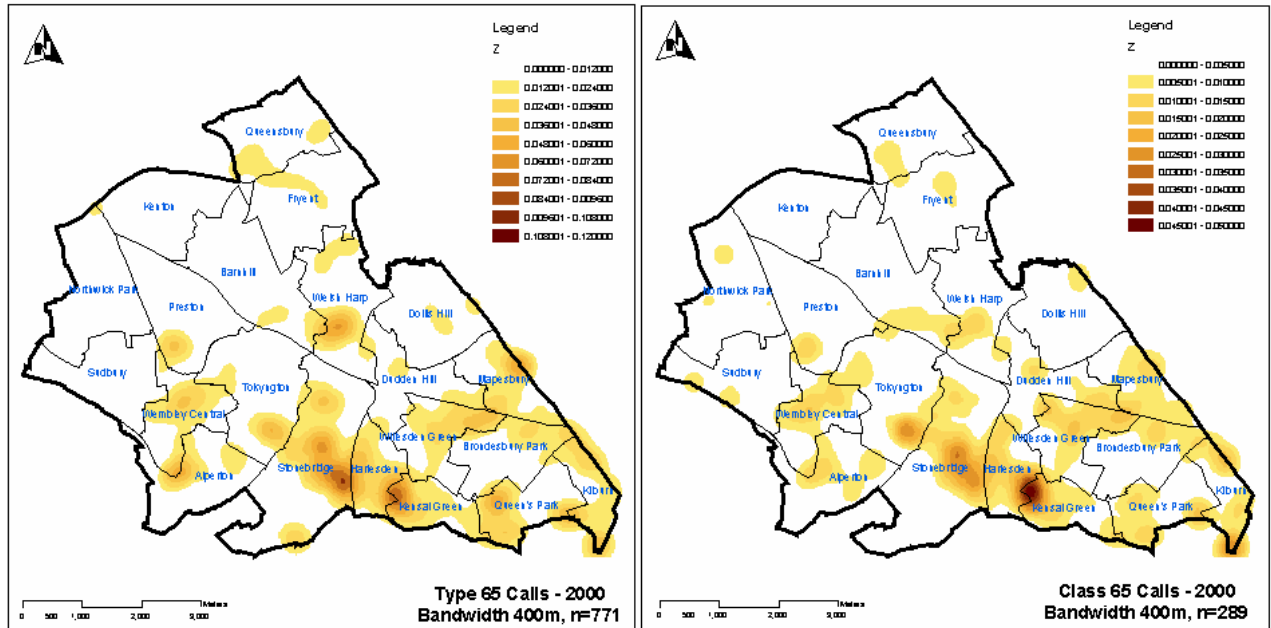 N
Legend
Z
0.000000 - 0.012000
0.012001 - 0.024000
0.024001 - 0.036000
0.036001 - 0.048000
0.048001 - 0.060000
0.060001 - 0.072000
0.072001 - 0.084000
0.084001 - 0.009600
0.009601 - 0.108000
0.108001 - 0.120000
Queensbury
Fryent
Kenton
Barnhill
Northwick Park
Preston
Welsh Harp
Dollis Hill
Sudbury
Tokyngton
Dudden Hill
Mapesbury
Wembley Central
Willesden Green
Brondesbury Park
Alperton
Stonebridge
Harlesden
Kensal Green
Queen's Park
Kilburn
0 500 1,000 2,000 3,000 Meters
Type 65 Calls - 2000
Bandwidth 400m, n=771
N
Legend
Z
0.000000 - 0.005000
0.005001 - 0.010000
0.010001 - 0.015000
0.015001 - 0.020000
0.020001 - 0.025000
0.025001 - 0.030000
0.030001 - 0.035000
0.035001 - 0.040000
0.040001 - 0.045000
0.045001 - 0.050000
Queensbury
Fryent
Kenton
Barnhill
Northwick Park
Preston
Welsh Harp
Dollis Hill
Sudbury
Tokyngton
Dudden Hill
Mapesbury
Wembley Central
Willesden Green
Brondesbury Park
Alperton
Stonebridge
Harlesden
Kensal Green
Queen's Park
Kilburn
0 500 1,000 2,000 3,000 Meters
Class 65 Calls - 2000
Bandwidth 400m, n=289